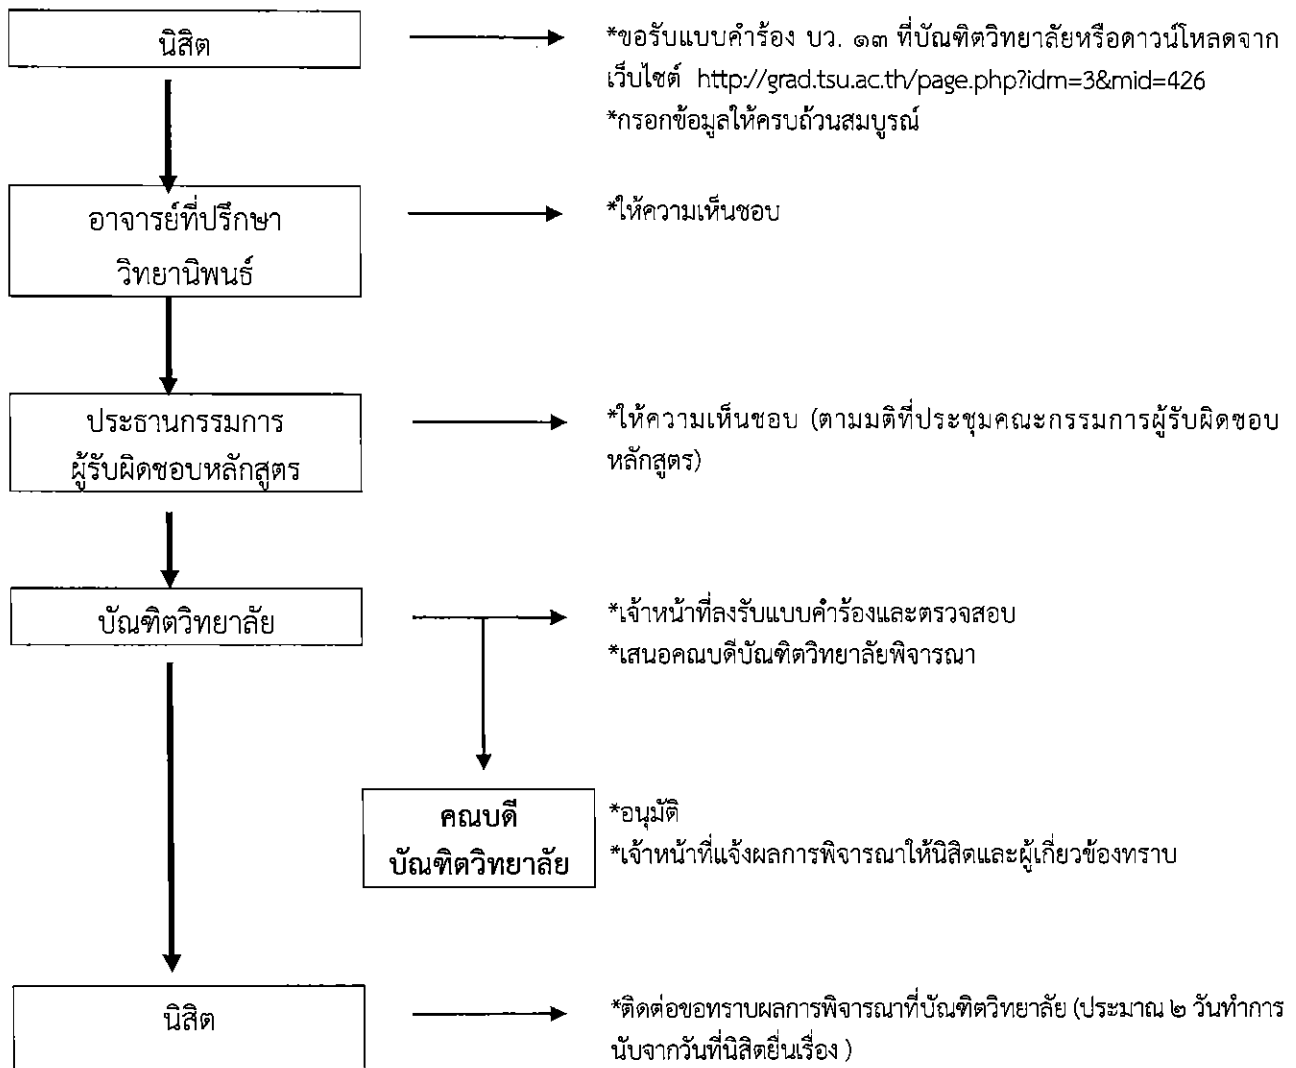 นิสิต
*ขอรับแบบคำร้อง บว. ๑๓ ที่บัณฑิตวิทยาลัยหรือดาวน์โหลดจาก
เว็บไซต์ http://grad.tsu.ac.th/page.php?idm=3&mid=426
*กรอกข้อมูลให้ครบถ้วนสมบูรณ์
อาจารย์ที่ปรึกษา
วิทยานิพนธ์
*ให้ความเห็นชอบ
ประธานกรรมการ
ผู้รับผิดชอบหลักสูตร
*ให้ความเห็นชอบ (ตามมติที่ประชุมคณะกรรมการผู้รับผิดชอบ
หลักสูตร)
บัณฑิตวิทยาลัย
*เจ้าหน้าที่ลงรับแบบคำร้องและตรวจสอบ
*เสนอคณบดีบัณฑิตวิทยาลัยพิจารณา
คณบดี
บัณฑิตวิทยาลัย
*อนุมัติ
*เจ้าหน้าที่แจ้งผลการพิจารณาให้นิสิตและผู้เกี่ยวข้องทราบ
นิสิต
*ติดต่อขอทราบผลการพิจารณาที่บัณฑิตวิทยาลัย (ประมาณ ๒ วันทำการ
นับจากวันที่นิสิตยื่นเรื่อง )